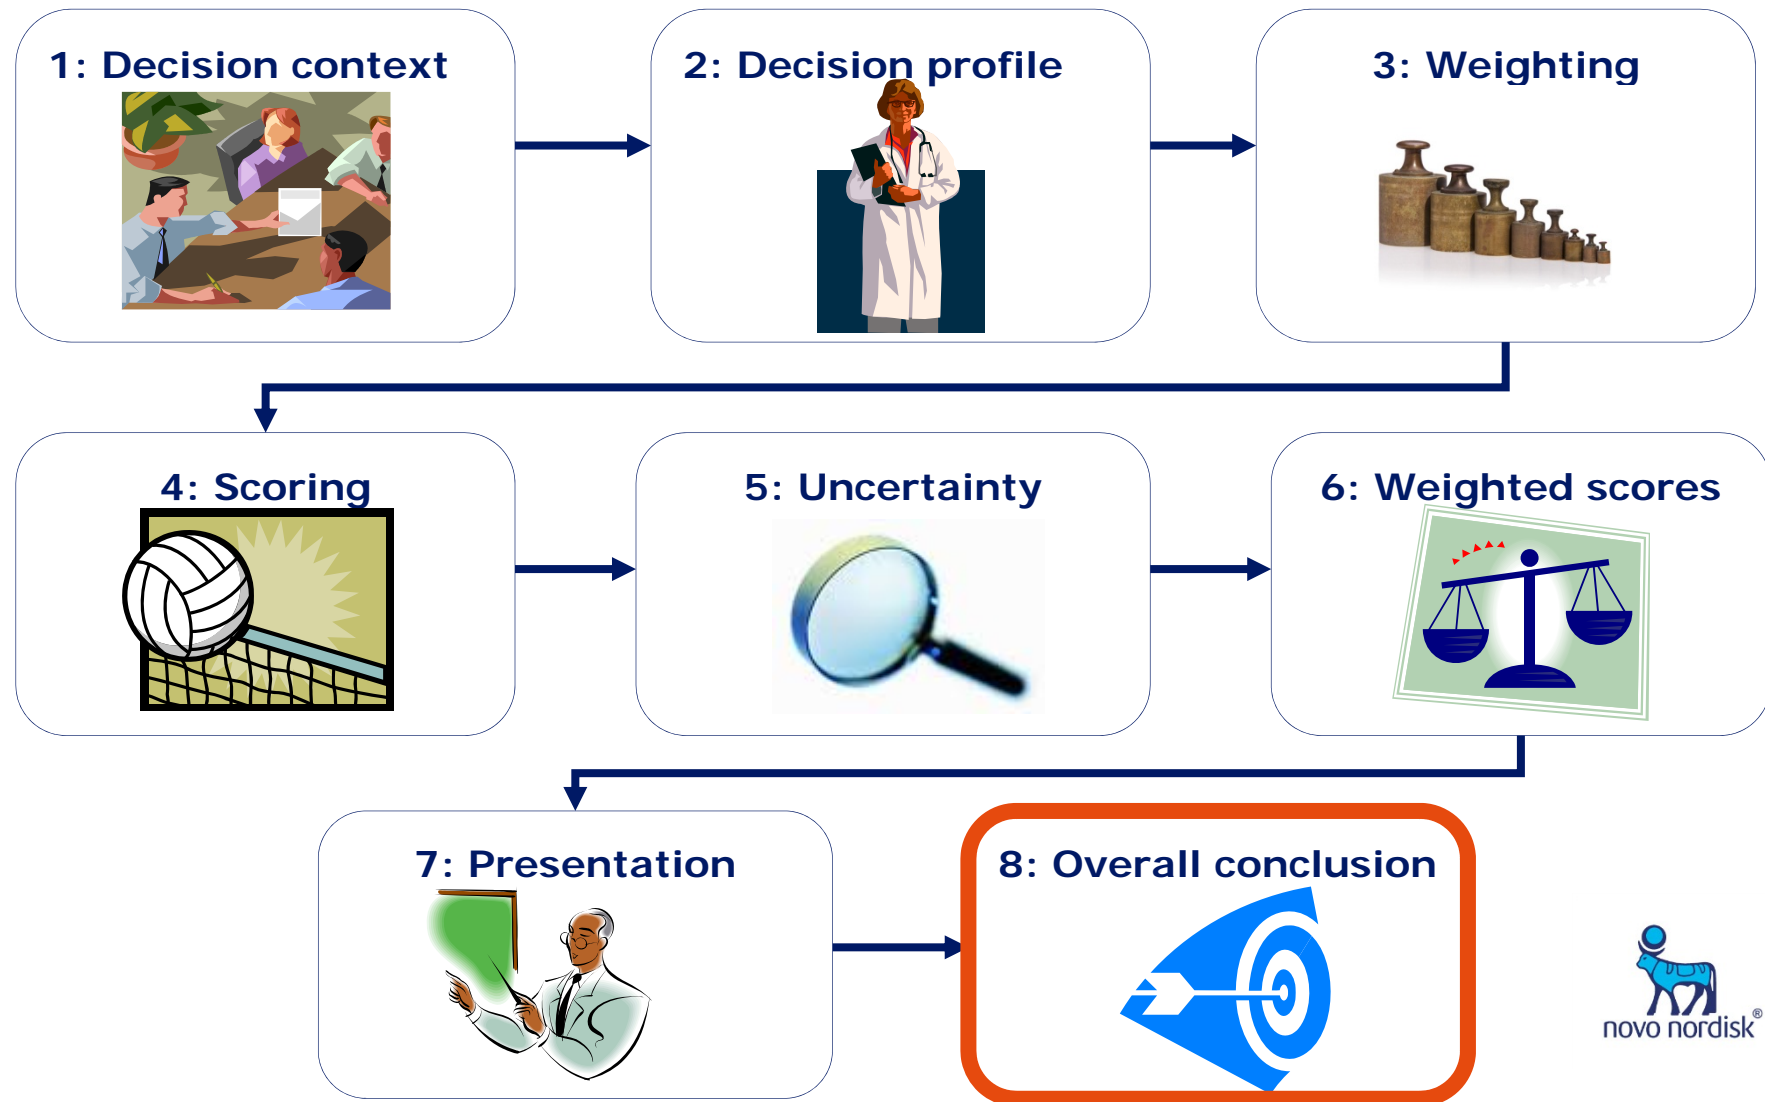 1: Decision context
2: Decision profile
3: Weighting
4: Scoring
5: Uncertainty
6: Weighted scores
7: Presentation
8: Overall conclusion
novo nordisk®